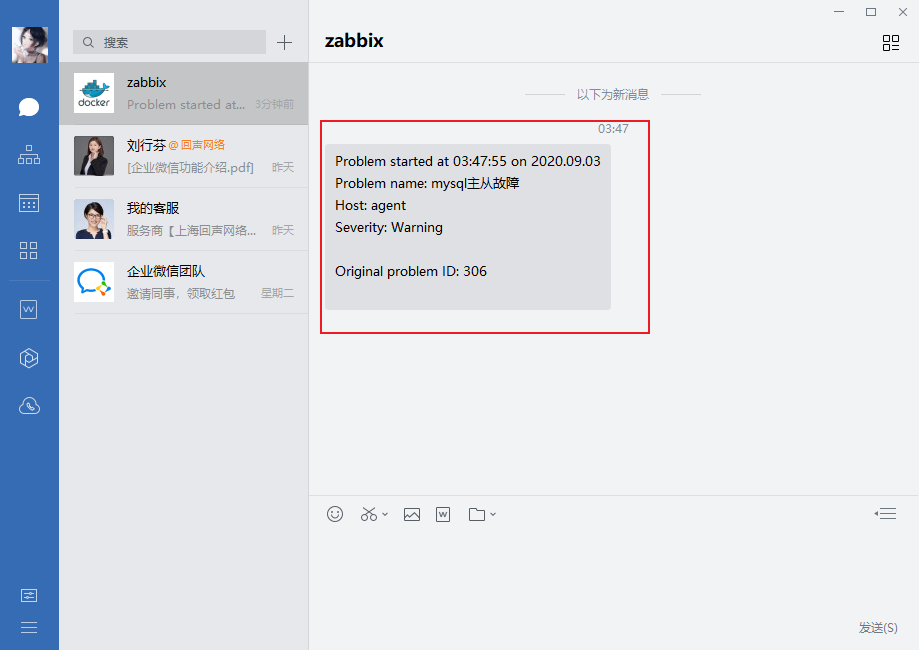 搜索
zabbix
Problem started at...
3分钟前
docker
刘行芬@回声网络
[企业微信功能介绍.pdf]
昨天
我的客服
服务商【上海回声网络...
昨天
企业微信团队
邀请同事，领取红包
星期二
zabbix
以下为新消息
03:47
Problem started at 03:47:55 on 2020.09.03
Problem name: mysql主从故障
Host: agent
Severity: Warning
Original problem ID: 306
发送(S)